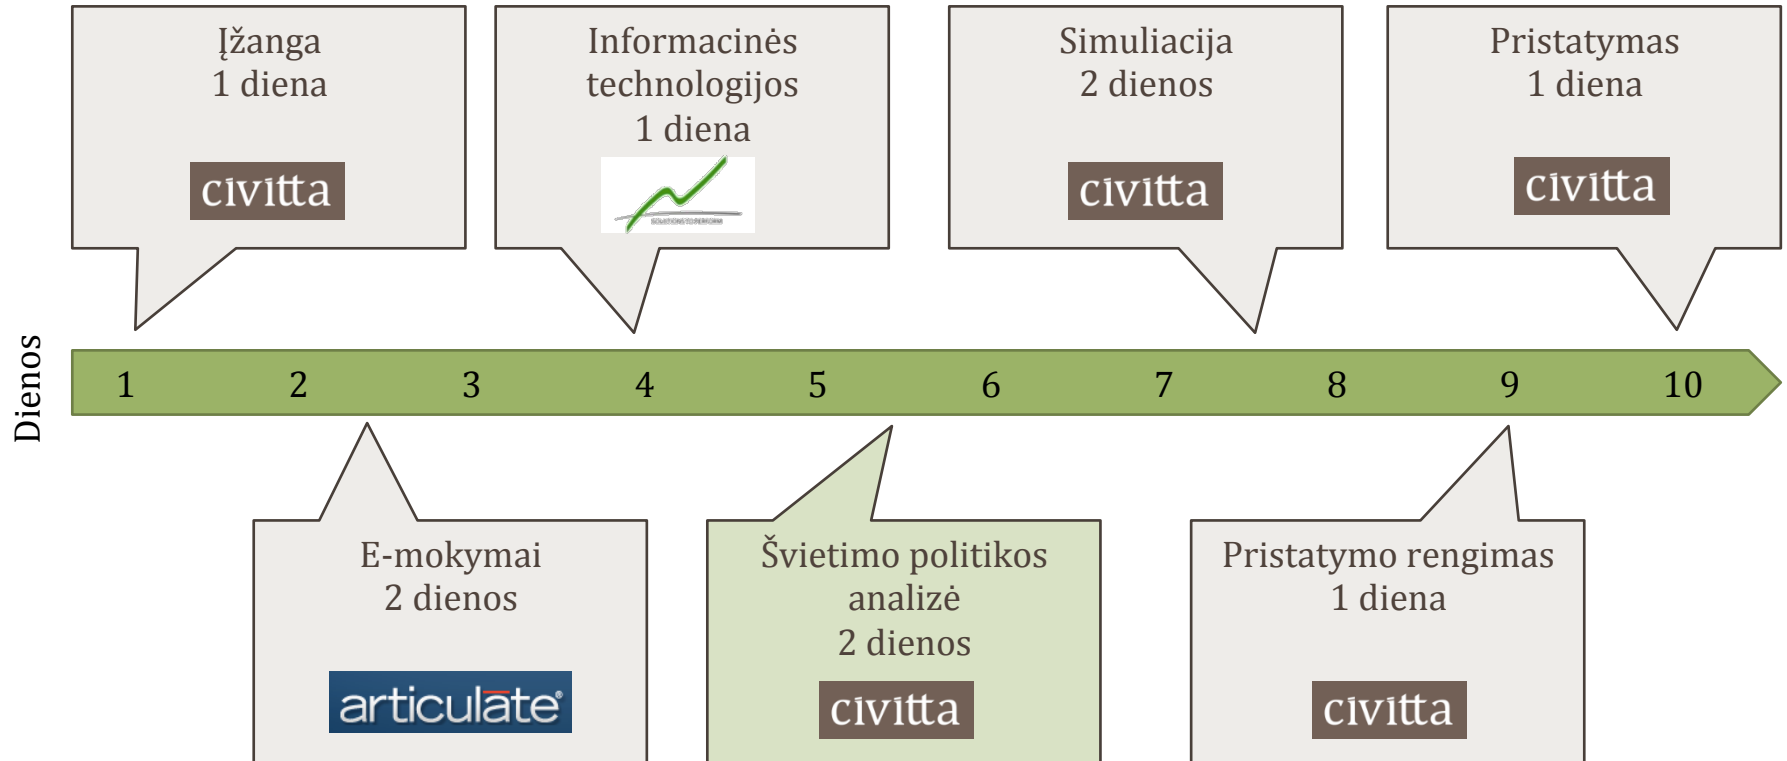 Įžanga
1 diena
civitta
Informacinės
technologijos
1 diena
Simuliacija
2 dienos
civitta
Pristatymas
1 diena
civitta
Dienos
1 2 3 4 5 6 7 8 9 10
E-mokymai
2 dienos
articulāte®
Švietimo politikos
analizė
2 dienos
civitta
Pristatymo rengimas
1 diena
civitta